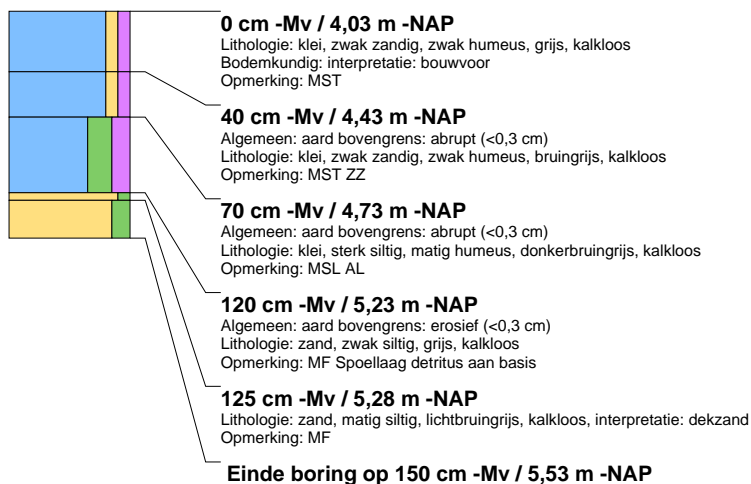 0 cm -Mv / 4,03 m -NAP
Lithologie: klei, zwak zandig, zwak humeus, grijs, kalkloos
Bodemkundig: interpretatie: bouwvoor
Opmerking: MST
40 cm -Mv / 4,43 m -NAP
Algemeen: aard bovengrens: abrupt (<0,3 cm)
Lithologie: klei, zwak zandig, zwak humeus, bruingrijs, kalkloos
Opmerking: MST ZZ
70 cm -Mv / 4,73 m -NAP
Algemeen: aard bovengrens: abrupt (<0,3 cm)
Lithologie: klei, sterk siltig, matig humeus, donkerbruingrijs, kalkloos
Opmerking: MSL AL
120 cm -Mv / 5,23 m -NAP
Algemeen: aard bovengrens: erosief (<0,3 cm)
Lithologie: zand, zwak siltig, grijs, kalkloos
Opmerking: MF Spoellaag detritus aan basis
125 cm -Mv / 5,28 m -NAP
Lithologie: zand, matig siltig, lichtbruingrijs, kalkloos, interpretatie: dekzand
Opmerking: MF
Einde boring op 150 cm -Mv / 5,53 m -NAP